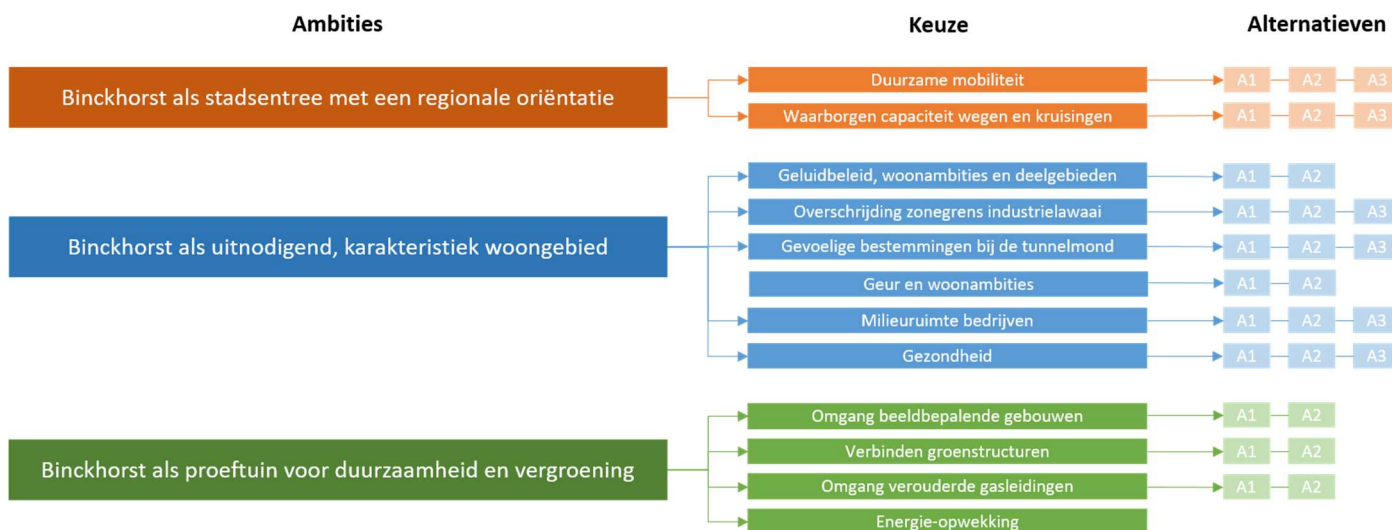 Ambities Keuze Alternatieven
Binckhorst als stadsentree met een regionale oriëntatie
Duurzame mobiliteit A1 A2 A3
Waarborgen capaciteit wegen en kruisingen A1 A2 A3
Binckhorst als uitnodigend, karakteristiek woongebied
Geluidbeleid, woonambities en deelgebieden A1 A2
Overschrijding zonegrens industrielawaai A1 A2 A3
Gevoelige bestemmingen bij de tunnelmond A1 A2 A3
Geur en woonambities A1 A2
Milieuruimte bedrijven A1 A2 A3
Gezondheid A1 A2 A3
Binckhorst als proeftuin voor duurzaamheid en vergroening
Omgang beeldbepalende gebouwen A1 A2
Verbinden groenstructuren A1 A2
Omgang verouderde gasleidingen A1 A2
Energie-opwekking